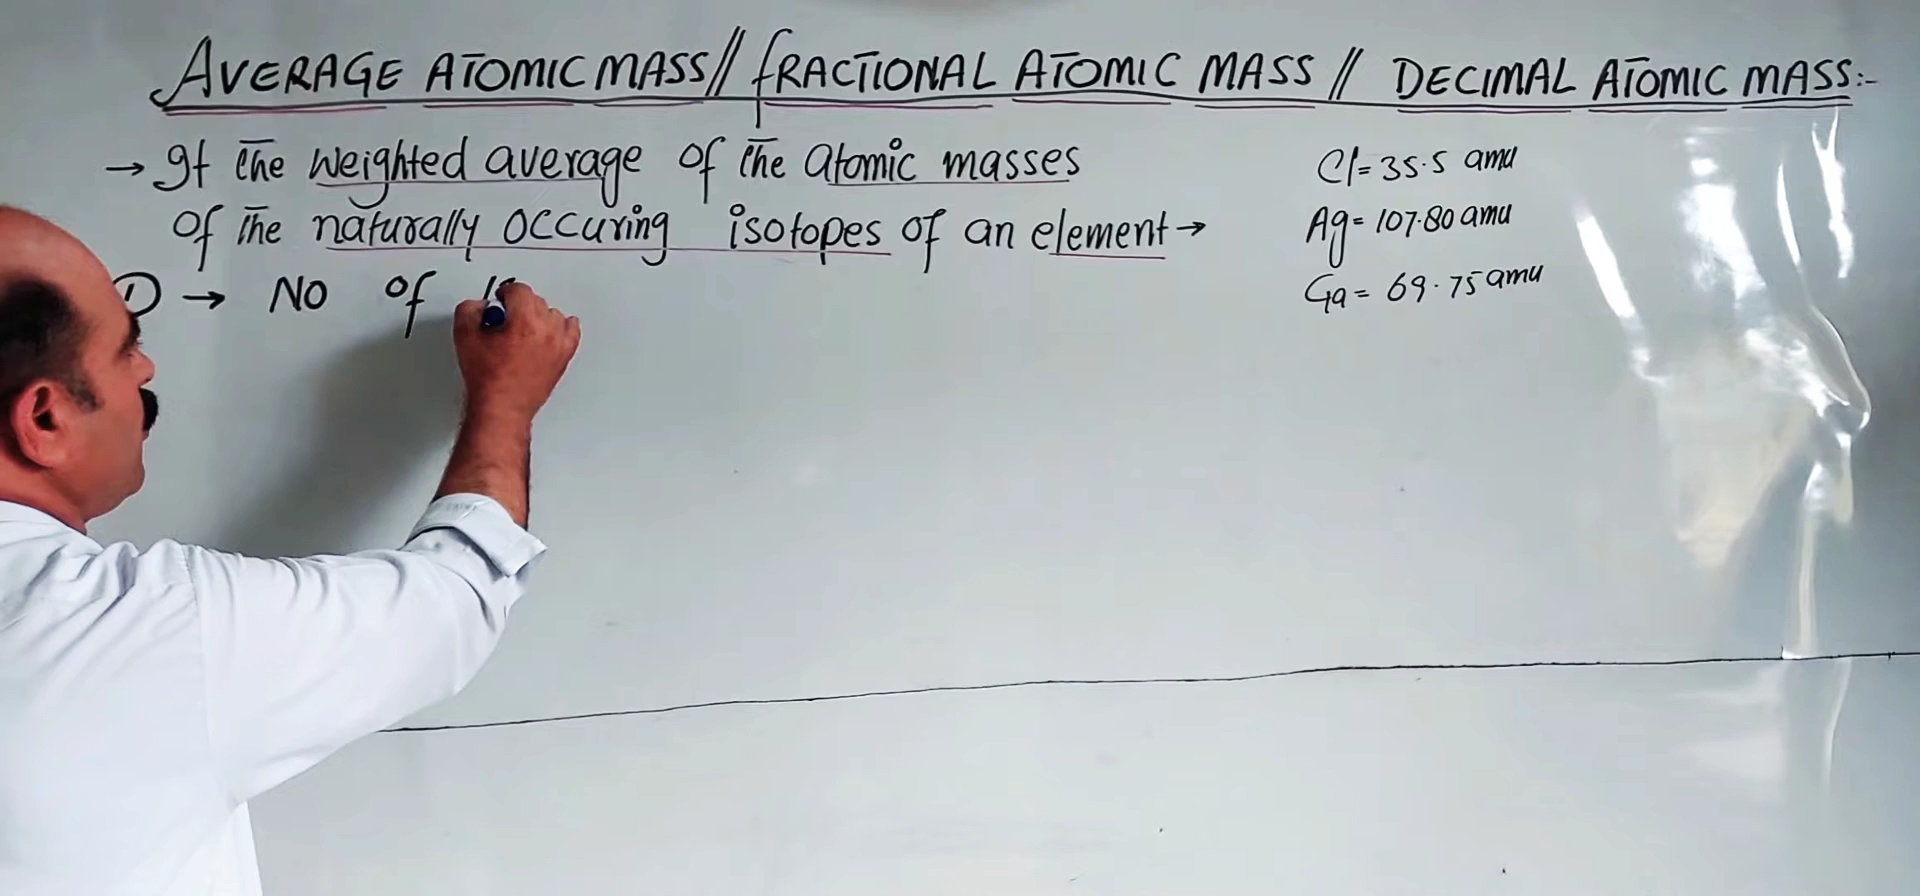 AVERAGE ATOMIC MASS// fRACTIONAL ATOMIC MASS // DECIMAL ATOMIC MASS:-
→ It the weighted average of the atomic masses
of the naturally occuring isotopes of an element →
① → No of
Cl = 35.5 amu
Ag = 107.80 amu
Ga = 69.75 amu